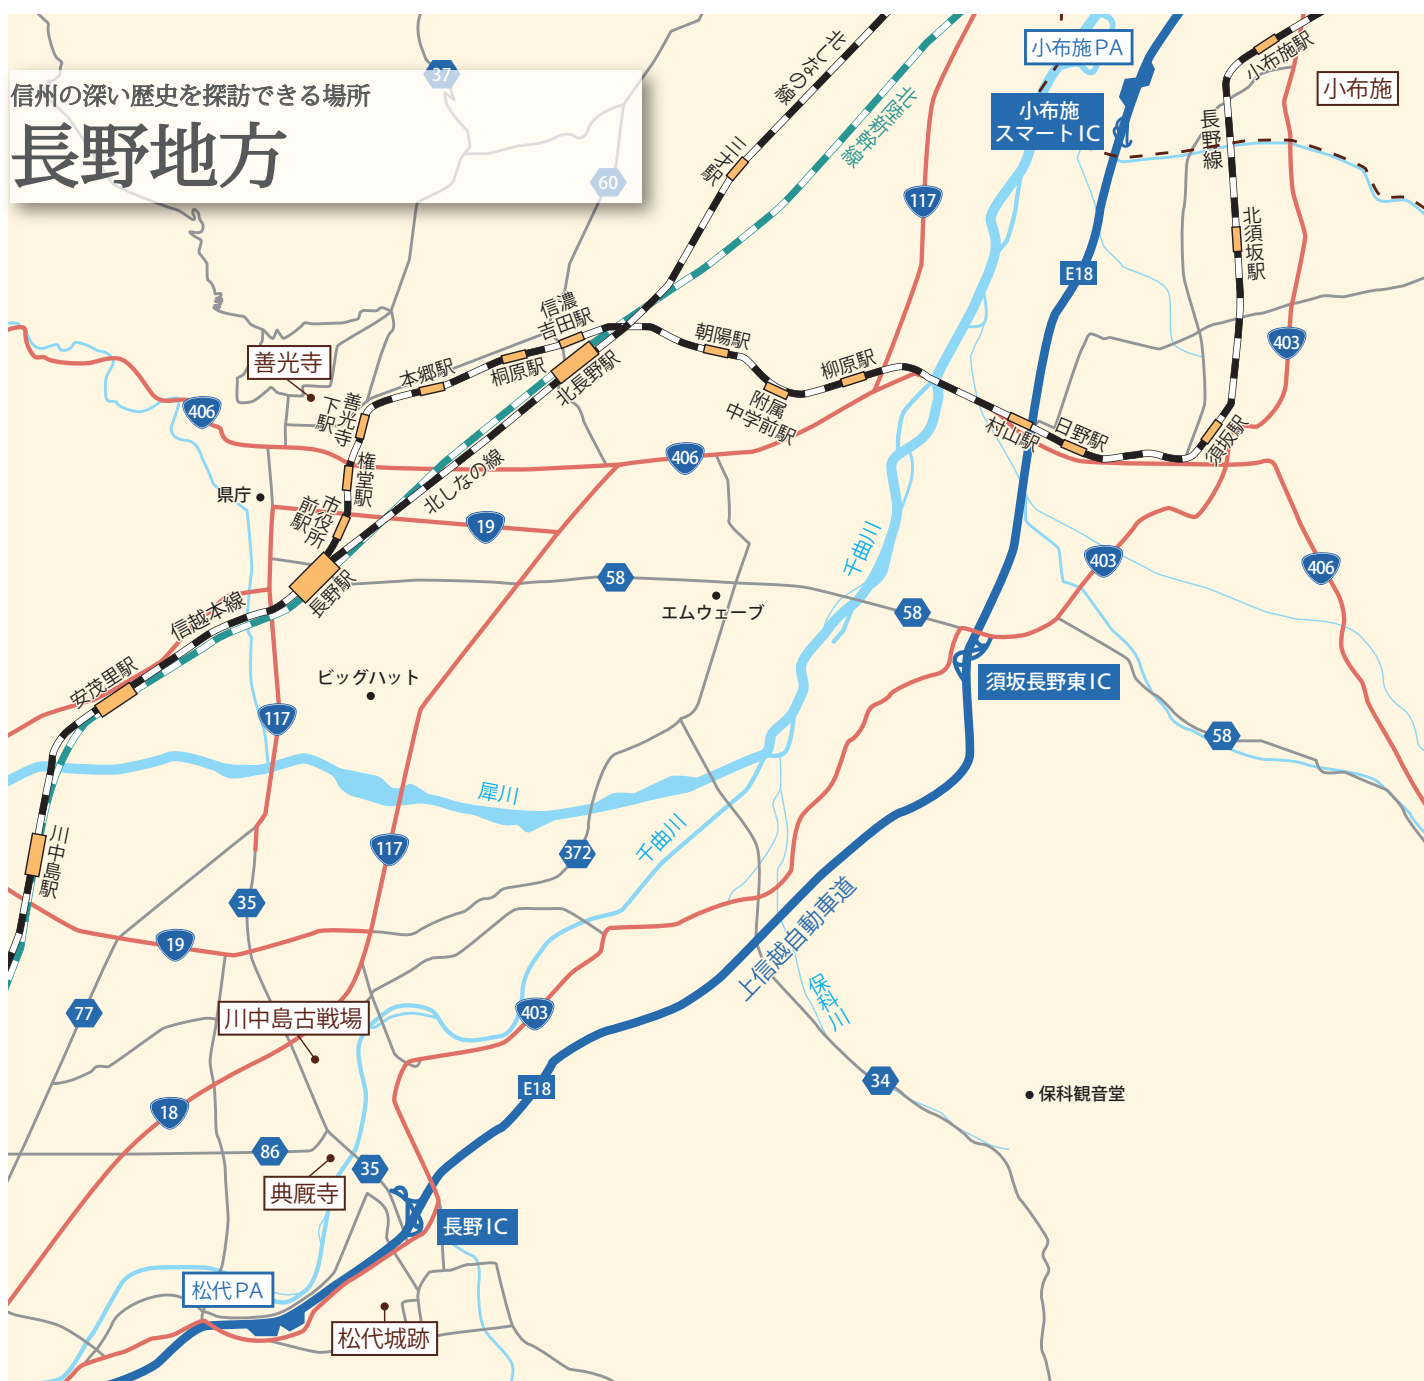 信州の深い歴史を探訪できる場所
長野地方
37
60
北しなの線
北陸新幹線
三才駅
117
小布施PA
小布施
スマートIC
小布施駅
小布施
長野線
北須坂駅
E18
403
善光寺
406
信濃
吉田駅
本郷駅
桐原駅
北長野駅
朝陽駅
柳原駅
附属
中学前駅
善光寺
下駅
権堂駅
市役所
前駅
県庁
北しなの線
406
19
村山駅
日野駅
須坂駅
長野駅
信越本線
安茂里駅
58
エムウェーブ
千曲川
58
403
406
須坂長野東IC
ビッグハット
117
58
犀川
川中島駅
117
372
千曲川
35
19
上信越自動車道
保科川
77
川中島古戦場
403
E18
34
保科観音堂
18
86
35
典厩寺
長野IC
松代PA
松代城跡